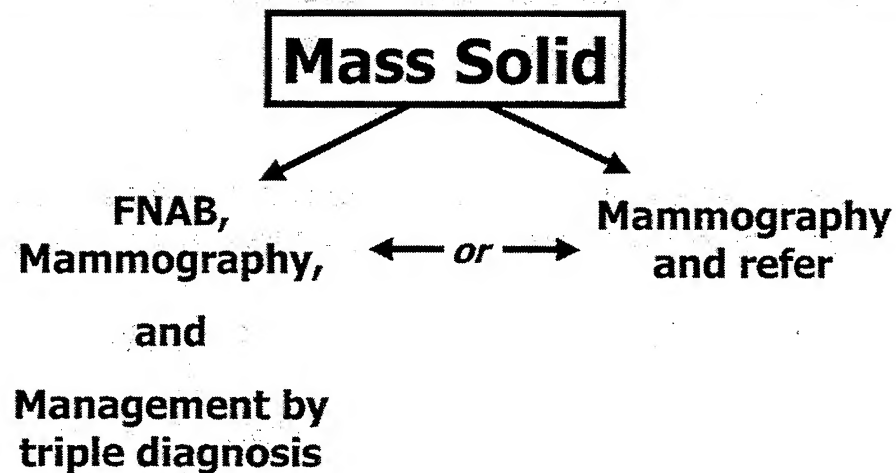 Mass Solid
FNAB,
Mammography,
and
Management by
triple diagnosis
or
Mammography
and refer